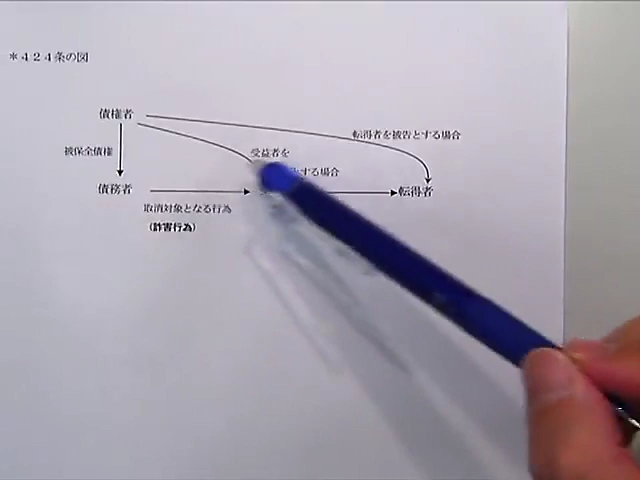 ＊４２４条の図
債権者
転得者を被告とする場合
被保全債権
受益者を
とする場合
債務者
転得者
取消対象となる行為
（詐害行為）